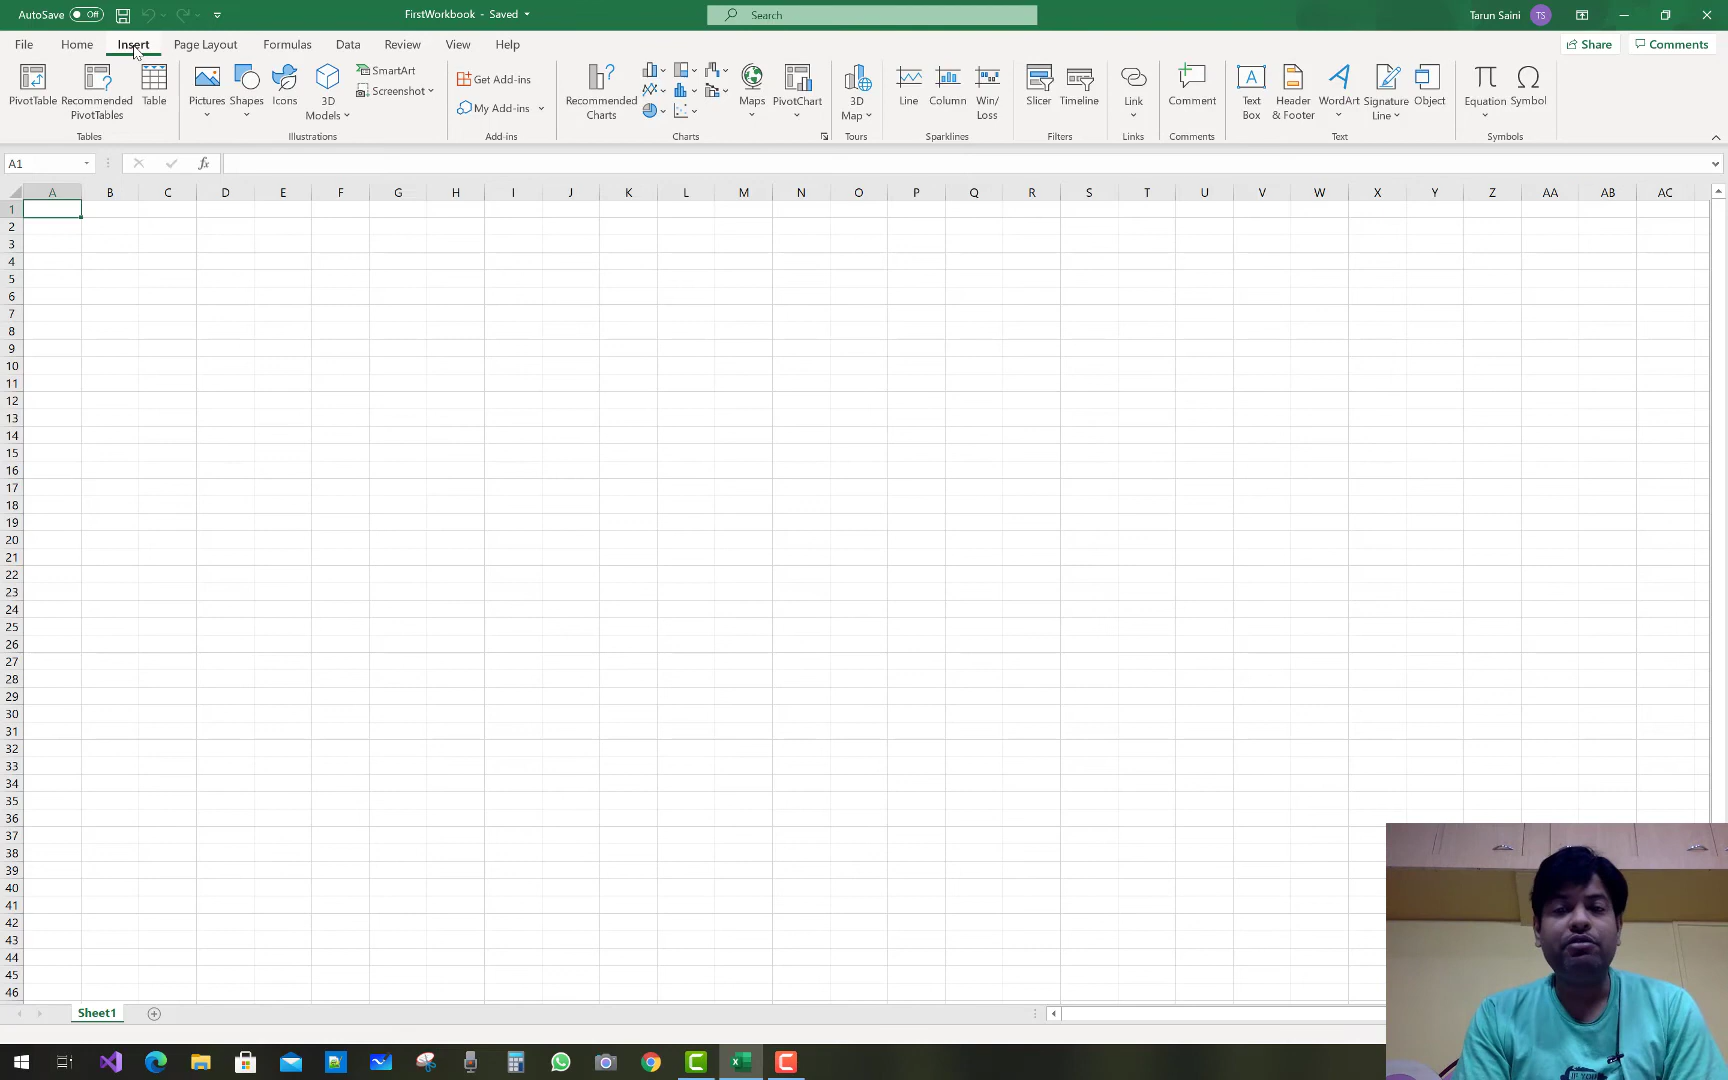 AutoSave Off FirstWorkbook - Saved Search Tarun Saini TS
File Home Insert Page Layout Formulas Data Review View Help Share Comments
PivotTable Recommended PivotTables Table
Tables
Pictures Shapes Icons 3D Models SmartArt Screenshot
Illustrations
Get Add-ins
My Add-ins
Add-ins
Recommended Charts Maps PivotChart
Charts
3D Map
Tours
Line Column Win/Loss
Sparklines
Slicer Timeline
Filters
Link
Links
Comment
Comments
Text Box Header & Footer WordArt Signature Line Object
Text
Equation Symbol
Symbols
A1 fx
A B C D E F G H I J K L M N O P Q R S T U V W X Y Z AA AB AC
1
2
3
4
5
6
7
8
9
10
11
12
13
14
15
16
17
18
19
20
21
22
23
24
25
26
27
28
29
30
31
32
33
34
35
36
37
38
39
40
41
42
43
44
45
46
Sheet1
IF YOU